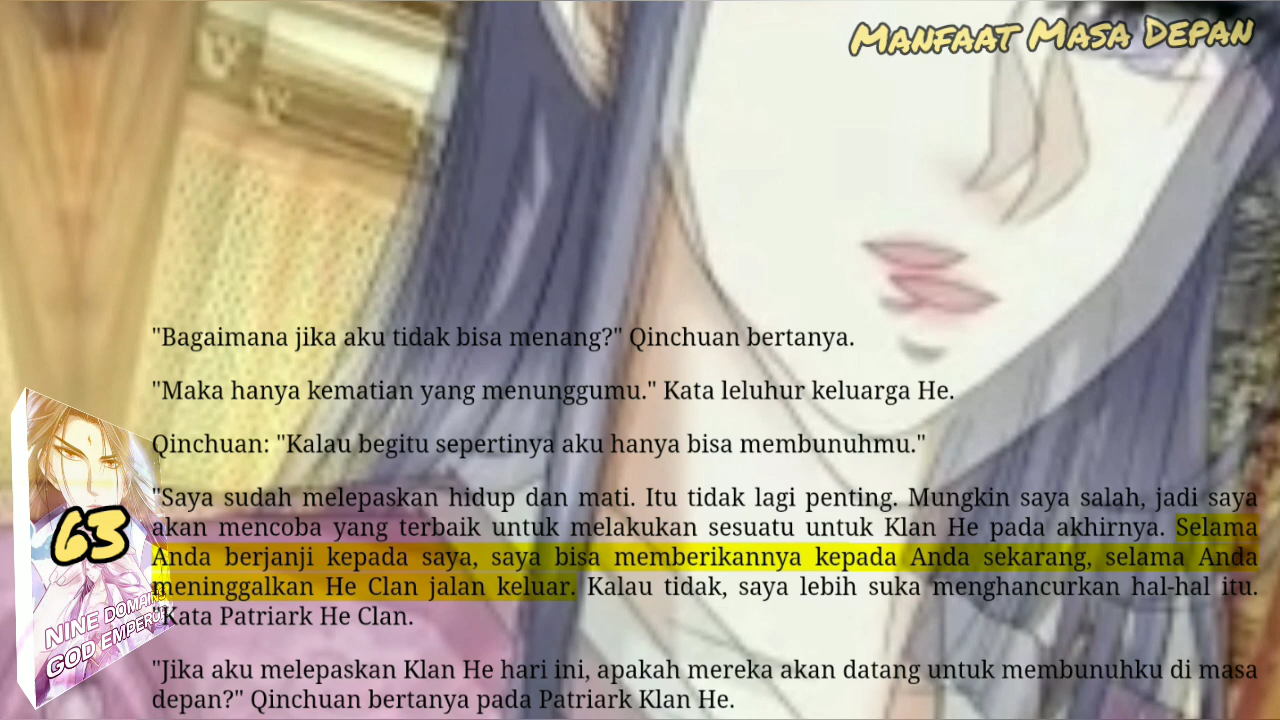 Manfaat Masa Depan
"Bagaimana jika aku tidak bisa menang?" Qinchuan bertanya.
"Maka hanya kematian yang menunggumu." Kata leluhur keluarga He.
Qinchuan: "Kalau begitu sepertinya aku hanya bisa membunuhmu."
"Saya sudah melepaskan hidup dan mati. Itu tidak lagi penting. Mungkin saya salah, jadi saya
akan mencoba yang terbaik untuk melakukan sesuatu untuk Klan He pada akhirnya. Selama
Anda berjanji kepada saya, saya bisa memberikannya kepada Anda sekarang, selama Anda
meninggalkan He Clan jalan keluar. Kalau tidak, saya lebih suka menghancurkan hal-hal itu.
"Kata Patriark He Clan.
"Jika aku melepaskan Klan He hari ini, apakah mereka akan datang untuk membunuhku di masa
depan?" Qinchuan bertanya pada Patriark Klan He.
63
NINE DOMAINS
GOD EMPEROR